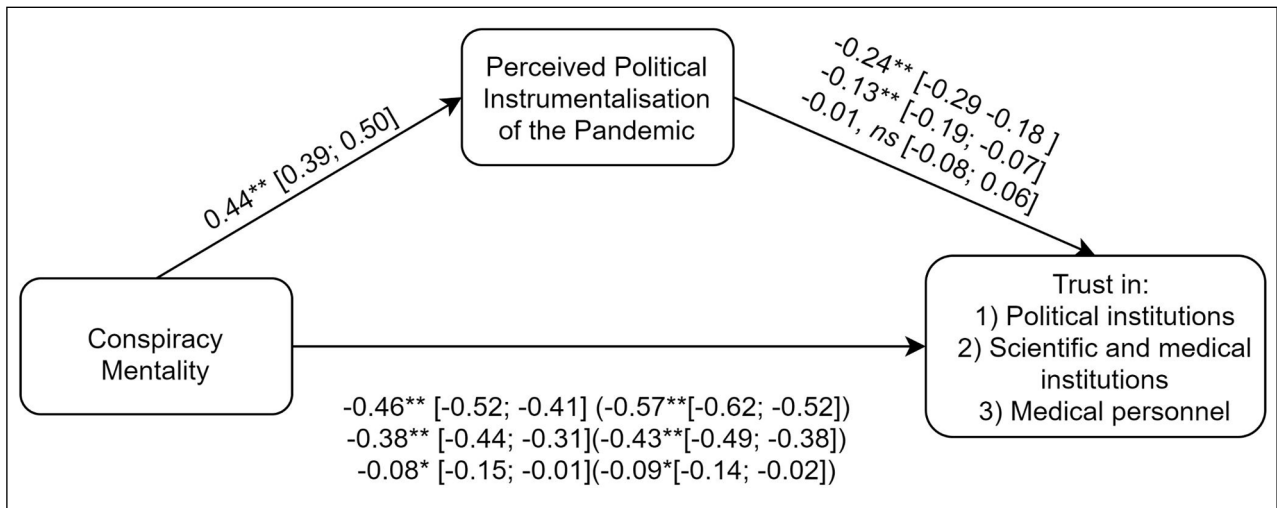 Perceived Political
Instrumentalisation
of the Pandemic
0.44** [0.39; 0.50]
-0.24** [-0.29 -0.18 ]
-0.13** [-0.19; -0.07]
-0.01, ns [-0.08; 0.06]
Conspiracy
Mentality
Trust in:
1) Political institutions
2) Scientific and medical
institutions
3) Medical personnel
-0.46** [-0.52; -0.41] (-0.57**[-0.62; -0.52])
-0.38** [-0.44; -0.31](-0.43**[-0.49; -0.38])
-0.08* [-0.15; -0.01](-0.09*[-0.14; -0.02])